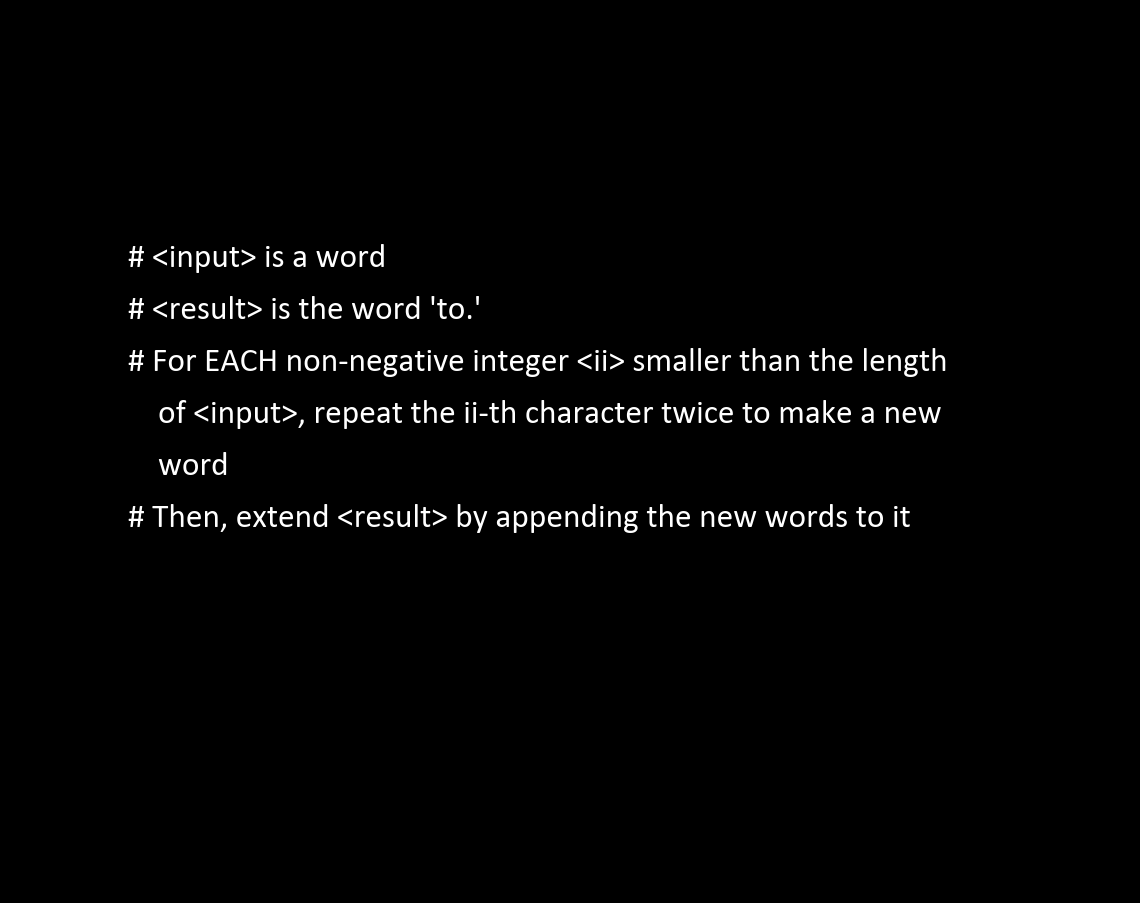 # <input> is a word
# <result> is the word 'to.'
# For EACH non-negative integer <ii> smaller than the length
of <input>, repeat the ii-th character twice to make a new
word
# Then, extend <result> by appending the new words to it